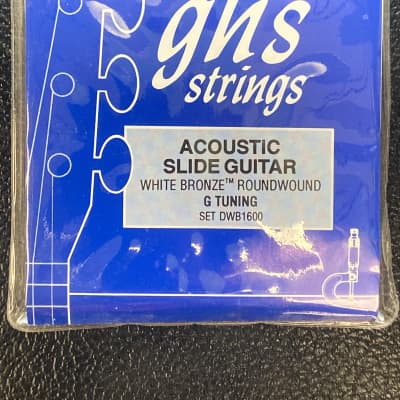 ghs
strings
ACOUSTIC
SLIDE GUITAR
WHITE BRONZE™ ROUNDWOUND
G TUNING
SET DWB1600